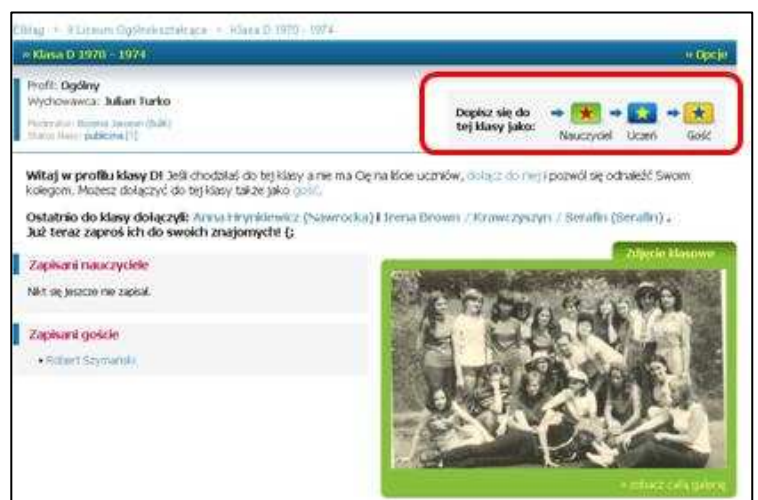 Elbląg » II Liceum Ogólnokształcące » Klasa D 1970 - 1974
» Klasa D 1970 - 1974 » Opcje
Profil: Ogólny
Wychowawca: Julian Turko
Moderator: (Bulik)
Status klasy: publiczna [?]
Dopisz się do
tej klasy jako:
Nauczyciel Uczeń Gość
Witaj w profilu klasy D! Jeśli chodziłaś do tej klasy a nie ma Cię na liście uczniów, dołącz do niej i pozwól się odnaleźć Swoim
kolegom. Możesz dołączyć do tej klasy także jako gość.
Ostatnio do klasy dołączyli: Anna Hrynkiewicz (Nawrocka) i Irena Brown / Krawczyszyn / Serafin (Serafin) .
Już teraz zaproś ich do swoich znajomych! (;
Zapisani nauczyciele
Nikt się jeszcze nie zapisał.
Zapisani goście
• Robert Szymański
Zdjęcie klasowe
» zobacz całą galerię